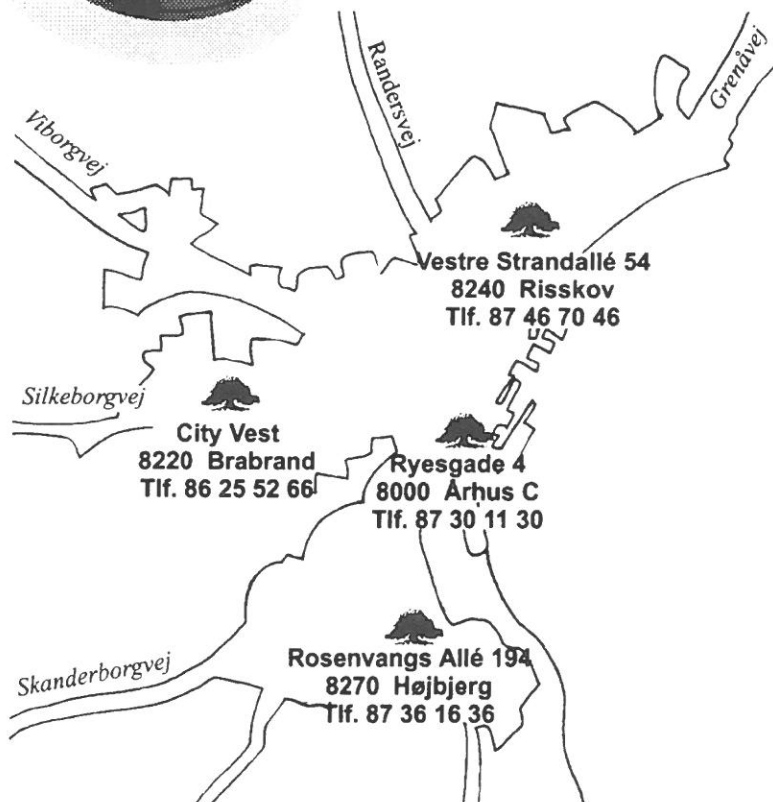 Randersvej
Grenåvej
Viborgvej
Vestre Strandallé 54
8240 Risskov
Tlf. 87 46 70 46
Silkeborgvej
City Vest
8220 Brabrand
Tlf. 86 25 52 66
Ryesgade 4
8000 Århus C
Tlf. 87 30 11 30
Rosenvangs Allé 194
8270 Højbjerg
Tlf. 87 36 16 36
Skanderborgvej